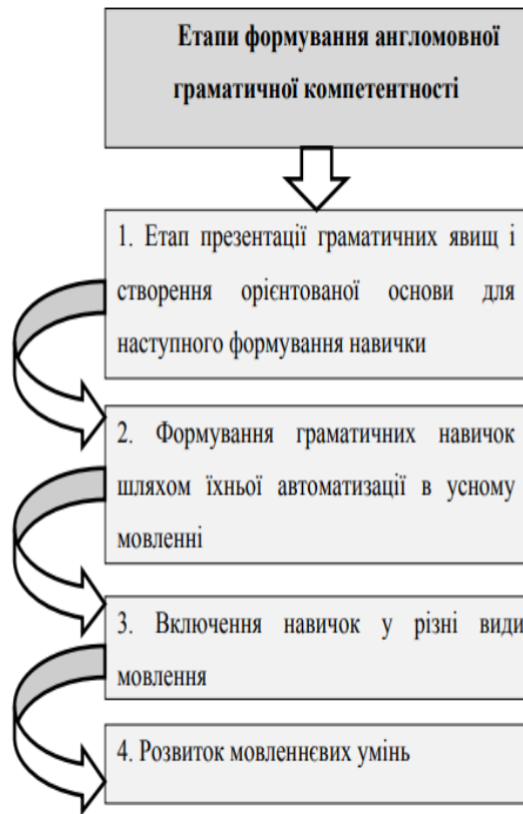 Етапи формування англомовної
граматичної компетентності
1. Етап презентації граматичних явищ і
створення орієнтованої основи для
наступного формування навички
2. Формування граматичних навичок
шляхом їхньої автоматизації в усному
мовленні
3. Включення навичок у різні види
мовлення
4. Розвиток мовленнєвих умінь